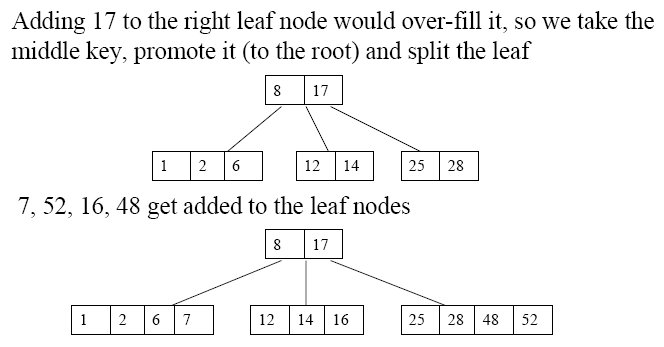 Adding 17 to the right leaf node would over-fill it, so we take the
middle key, promote it (to the root) and split the leaf
8 17
1 2 6 12 14 25 28
7, 52, 16, 48 get added to the leaf nodes
8 17
1 2 6 7 12 14 16 25 28 48 52